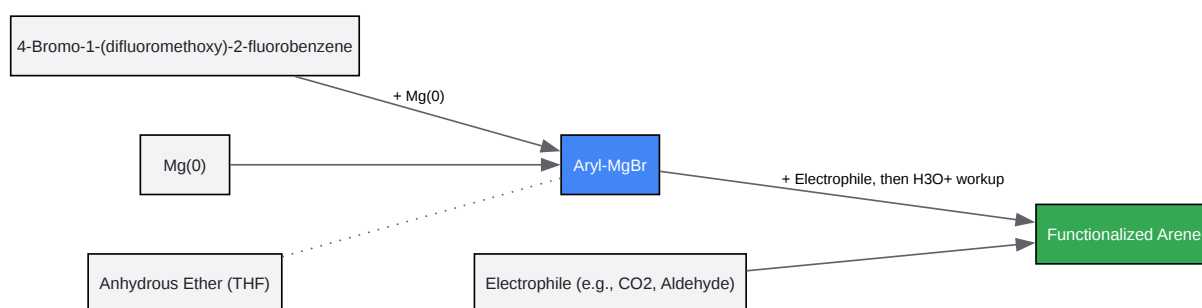 4-Bromo-1-(difluoromethoxy)-2-fluorobenzene
+ Mg(0)
Mg(0)
Aryl-MgBr
+ Electrophile, then H3O+ workup
Functionalized Arene
Anhydrous Ether (THF)
Electrophile (e.g., CO2, Aldehyde)